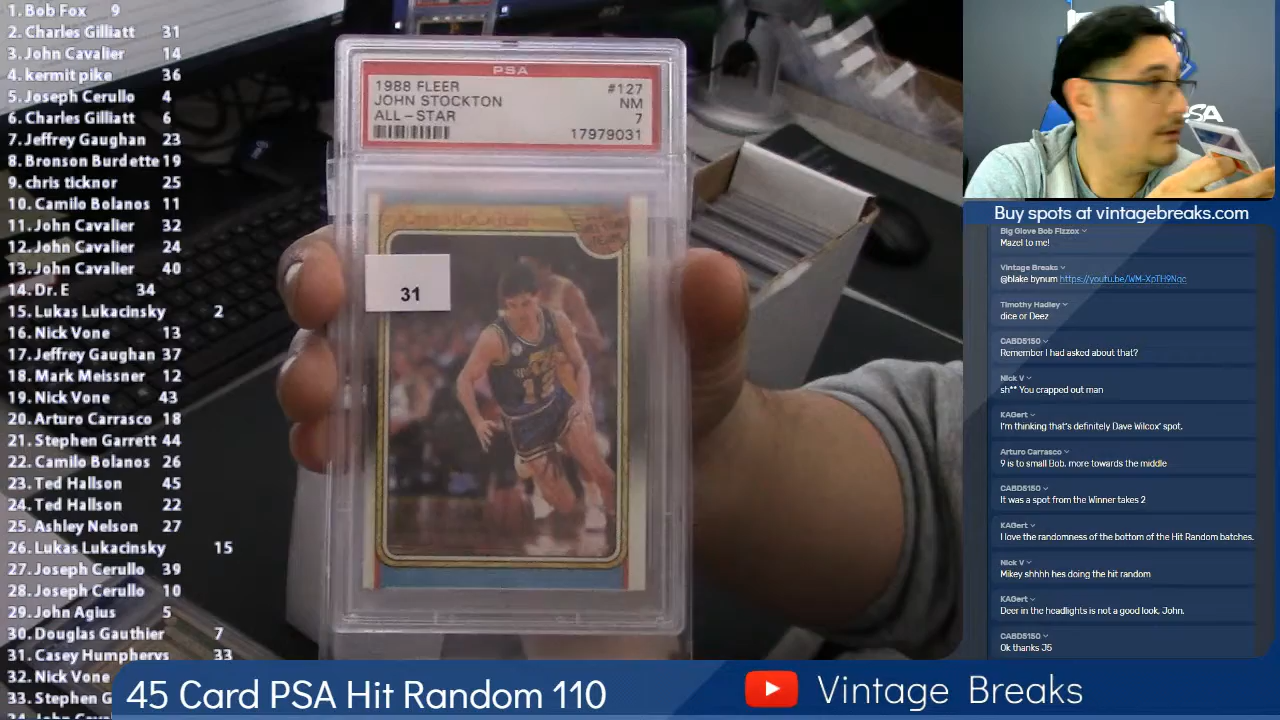 1. Bob Fox 9
2. Charles Gilliatt 31
3. John Cavalier 14
4. kermit pike 36
5. Joseph Cerullo 4
6. Charles Gilliatt 6
7. Jeffrey Gaughan 23
8. Bronson Burdette 19
9. chris ticknor 25
10. Camilo Bolanos 11
11. John Cavalier 32
12. John Cavalier 24
13. John Cavalier 40
14. Dr. E 34
15. Lukas Lukacinsky 2
16. Nick Vone 13
17. Jeffrey Gaughan 37
18. Mark Meissner 12
19. Nick Vone 43
20. Arturo Carrasco 18
21. Stephen Garrett 44
22. Camilo Bolanos 26
23. Ted Hallson 45
24. Ted Hallson 22
25. Ashley Nelson 27
26. Lukas Lukacinsky 15
27. Joseph Cerullo 39
28. Joseph Cerullo 10
29. John Agius 5
30. Douglas Gauthier 7
31. Casey Humpherys 33
32. Nick Vone
33. Stephen G
PSA
1988 FLEER #127
JOHN STOCKTON NM
ALL-STAR 7
17979031
31
12
SA
Buy spots at vintagebreaks.com
Big Glove Bob Fizzox
Mazel to me!
Vintage Breaks
@blake bynum https://youtu.be/WM-XpTH9Nqc
Timothy Hadley
dice or Deez
CABD5150
Remember I had asked about that?
Nick V
sh** You crapped out man
KAGert
I'm thinking that's definitely Dave Wilcox' spot.
Arturo Carrasco
9 is to small Bob. more towards the middle
CABD5150
It was a spot from the Winner takes 2
KAGert
I love the randomness of the bottom of the Hit Random batches.
Nick V
Mikey shhhh hes doing the hit random
KAGert
Deer in the headlights is not a good look, John.
CABD5150
Ok thanks J5
45 Card PSA Hit Random 110
Vintage Breaks